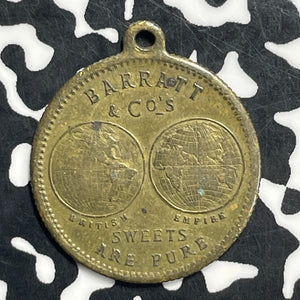 BARRATT
& CO'S
BRITISH EMPIRE
SWEETS
ARE PURE